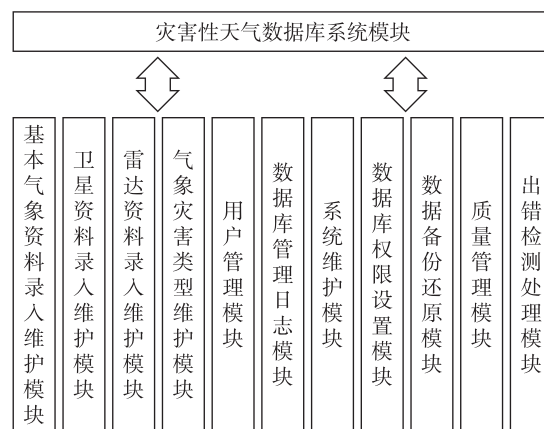 灾害性天气数据库系统模块
基本气象资料录入维护模块
卫星资料录入维护模块
雷达资料录入维护模块
气象灾害类型维护模块
用户管理模块
数据库管理日志模块
系统维护模块
数据库权限设置模块
数据备份还原模块
质量管理模块
出错检测处理模块